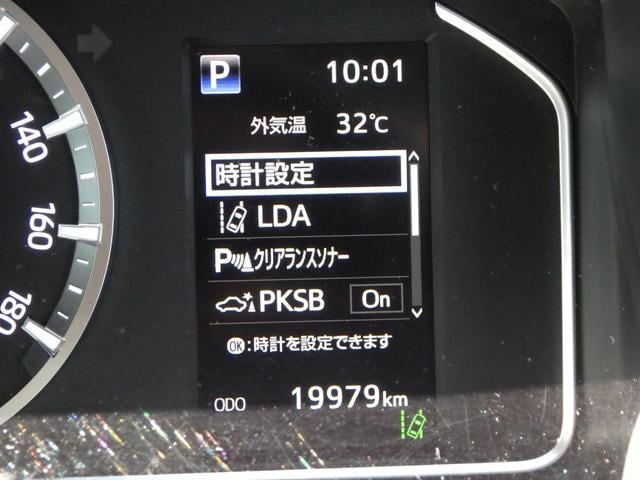 P 10:01
外気温 32℃
時計設定
LDA
P クリアランスソナー
PKSB On
OK:時計を設定できます
ODO 19979km
140
160
180